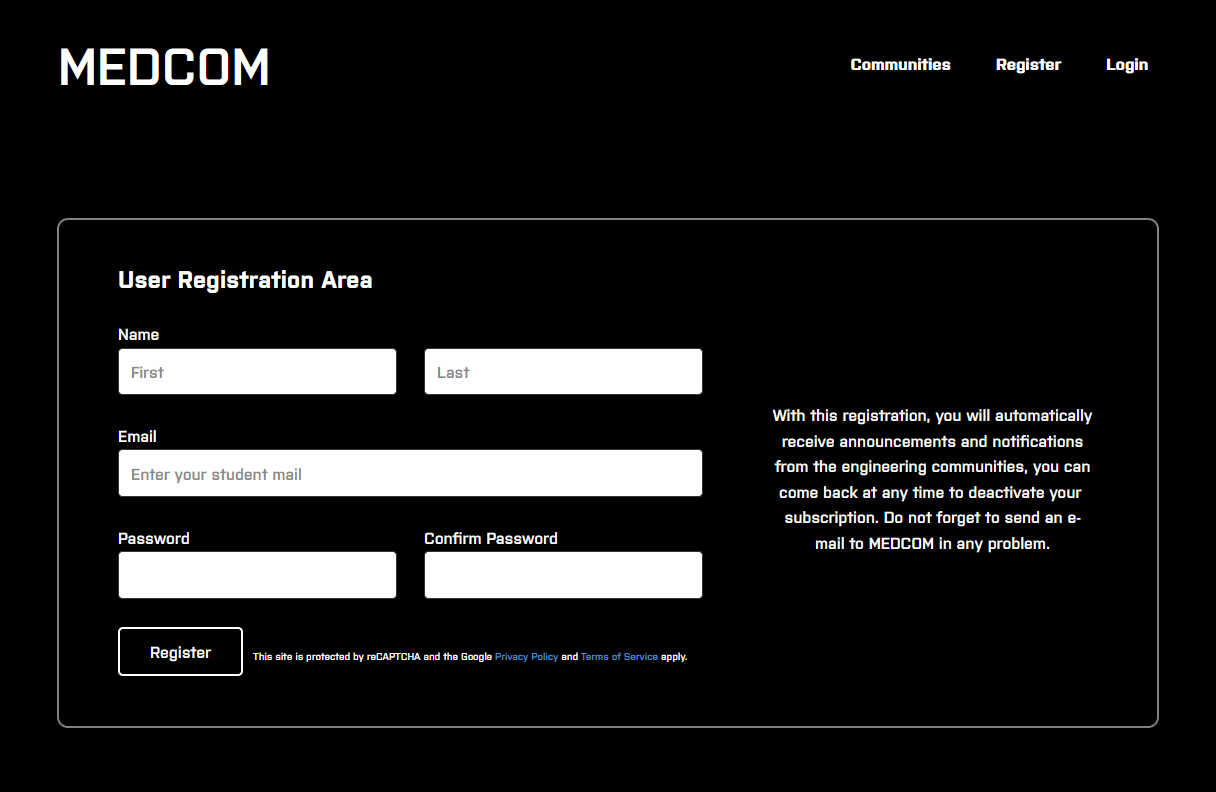 MEDCOM
Communities Register Login
User Registration Area
Name
First Last
Email
Enter your student mail
Password Confirm Password
Register
This site is protected by reCAPTCHA and the Google Privacy Policy and Terms of Service apply.
With this registration, you will automatically
receive announcements and notifications
from the engineering communities, you can
come back at any time to deactivate your
subscription. Do not forget to send an e-
mail to MEDCOM in any problem.